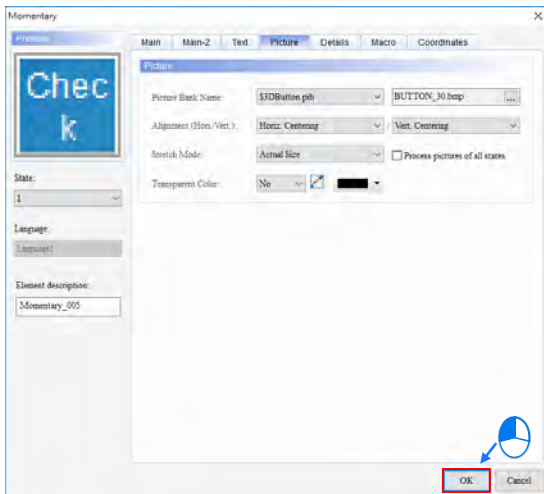 Momentary
Preview
Main Main-2 Text Picture Details Macro Coordinates
Chec
k
Picture
Picture Bank Name: $3DButton.pib BUTTON_30.bmp ...
Alignment (Hori./Vert.): Horiz. Centering / Vert. Centering
Stretch Mode: Actual Size Process pictures of all states
Transparent Color: No
State:
1
Language:
Language1
Element description:
Momentary_005
OK Cancel